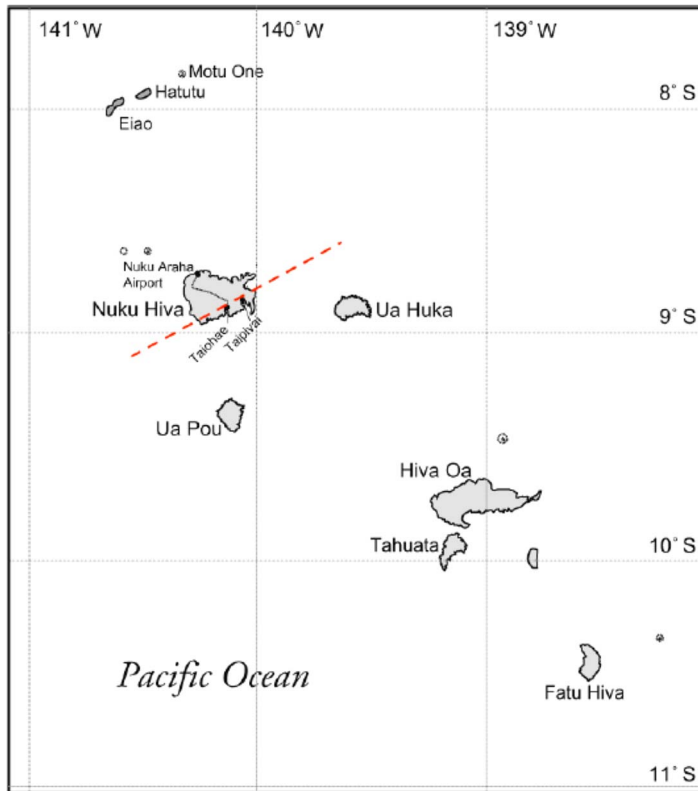 141° W
140° W
139° W
Motu One
Hatutu
8° S
Eiao
Nuku Araha
Airport
Nuku Hiva
Ua Huka
9° S
Taiohae
Taipivai
Ua Pou
Hiva Oa
Tahuata
10° S
Pacific Ocean
Fatu Hiva
11° S